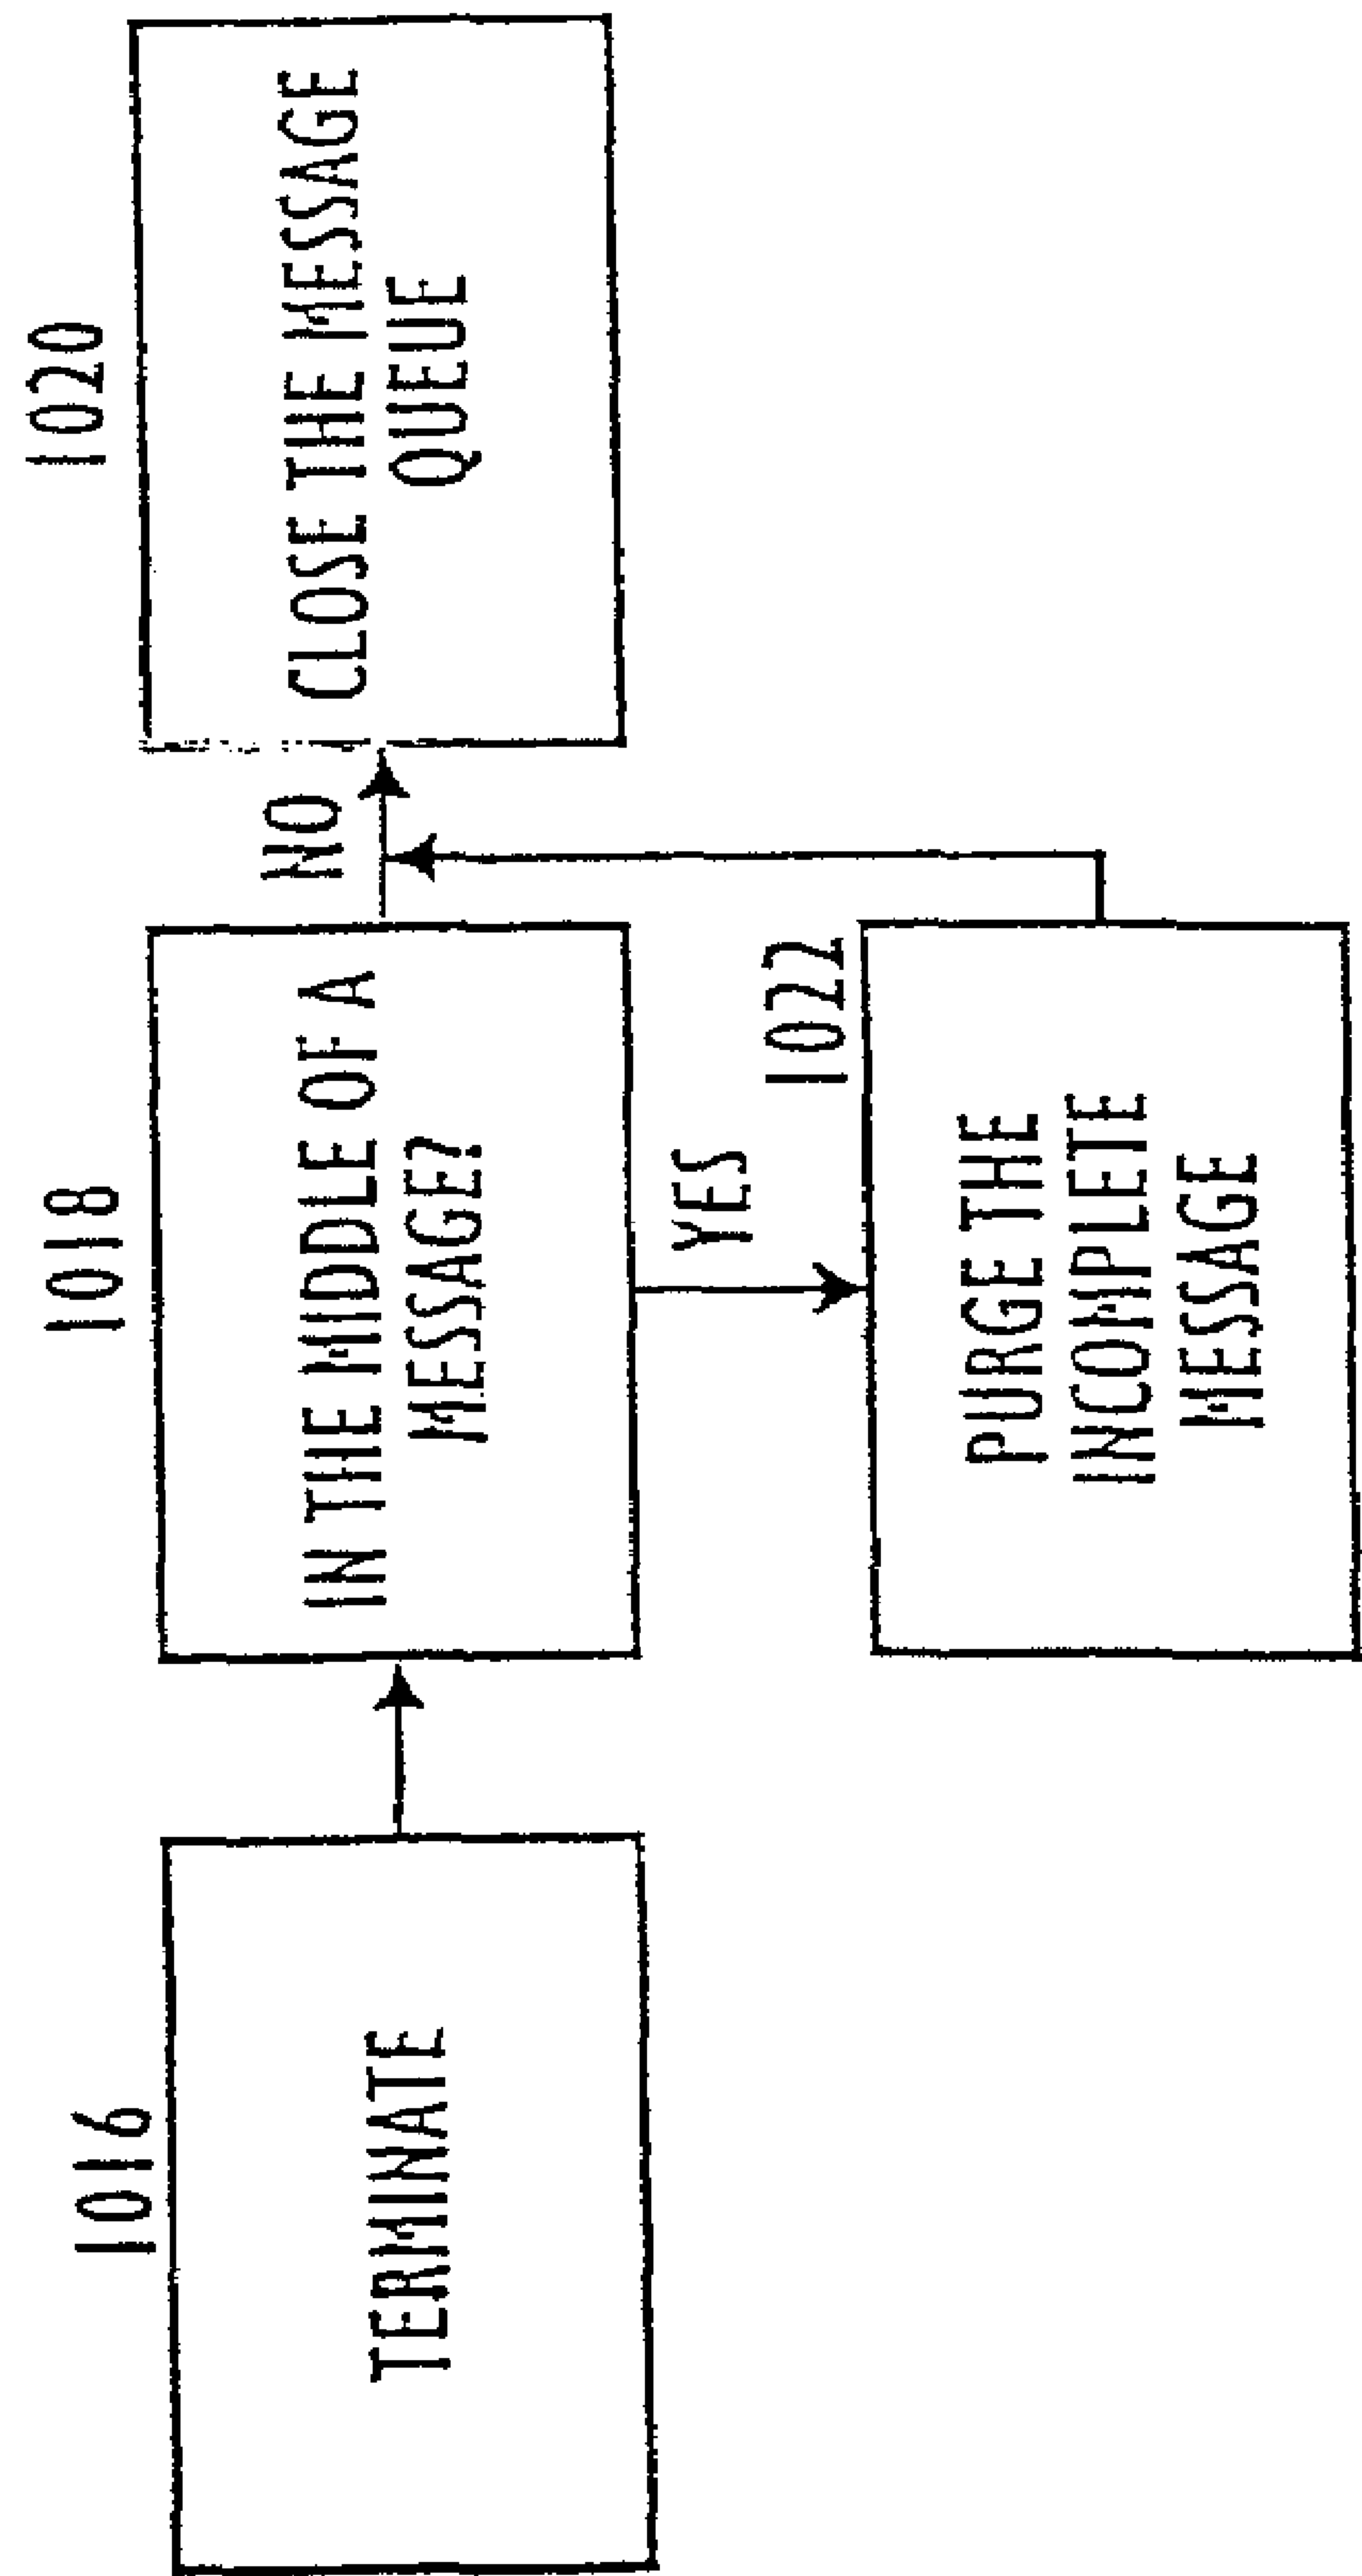 1016
TERMINATE
1018
IN THE MIDDLE OF A
MESSAGE?
NO
YES
1020
CLOSE THE MESSAGE
QUEUE
1022
PURGE THE
INCOMPLETE
MESSAGE